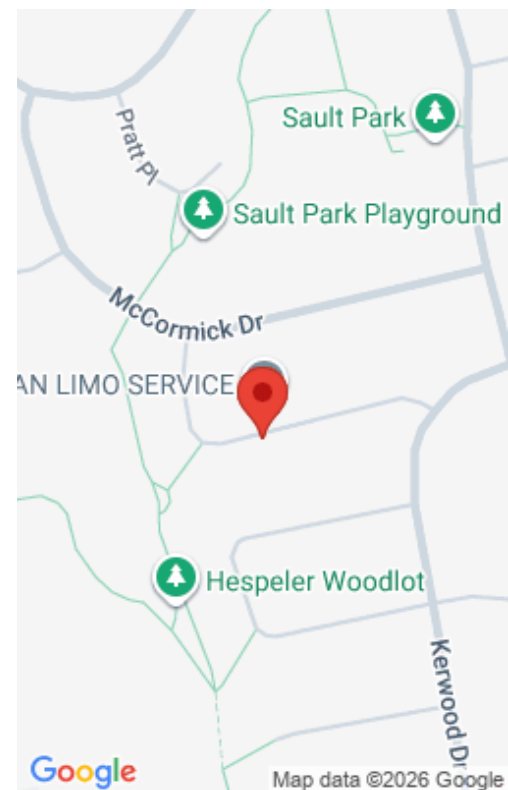 Sault Park
Pratt Pl
Sault Park Playground
McCormick Dr
AN LIMO SERVICE
Hespeler Woodlot
Kerwood Dr
Google
Map data ©2026 Google